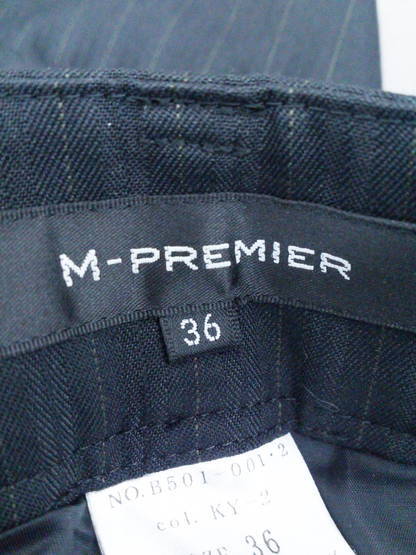 M-PREMIER
36
NO.B501-001-2
col. KY-2
36